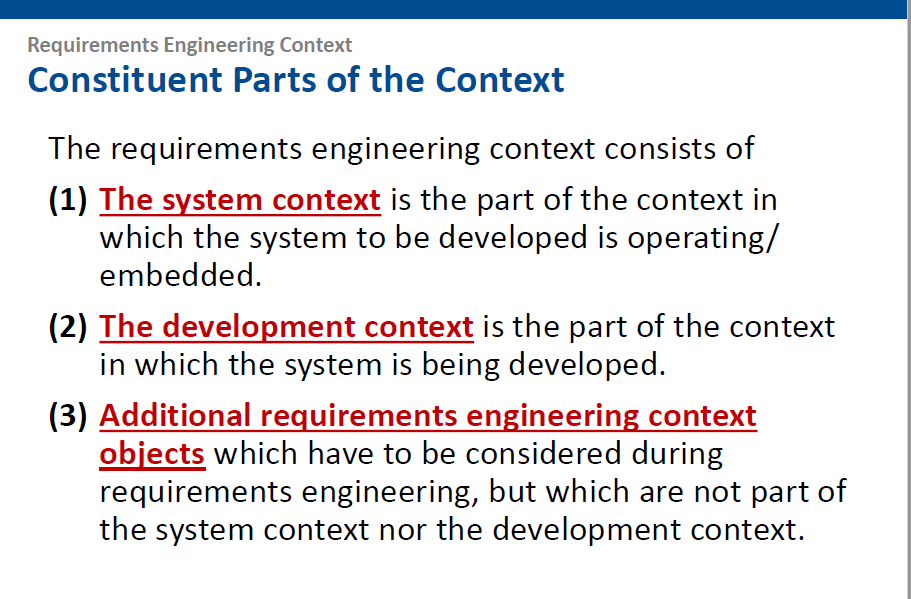 Requirements Engineering Context
Constituent Parts of the Context
The requirements engineering context consists of
(1) The system context is the part of the context in
which the system to be developed is operating/
embedded.
(2) The development context is the part of the context
in which the system is being developed.
(3) Additional requirements engineering context
objects which have to be considered during
requirements engineering, but which are not part of
the system context nor the development context.